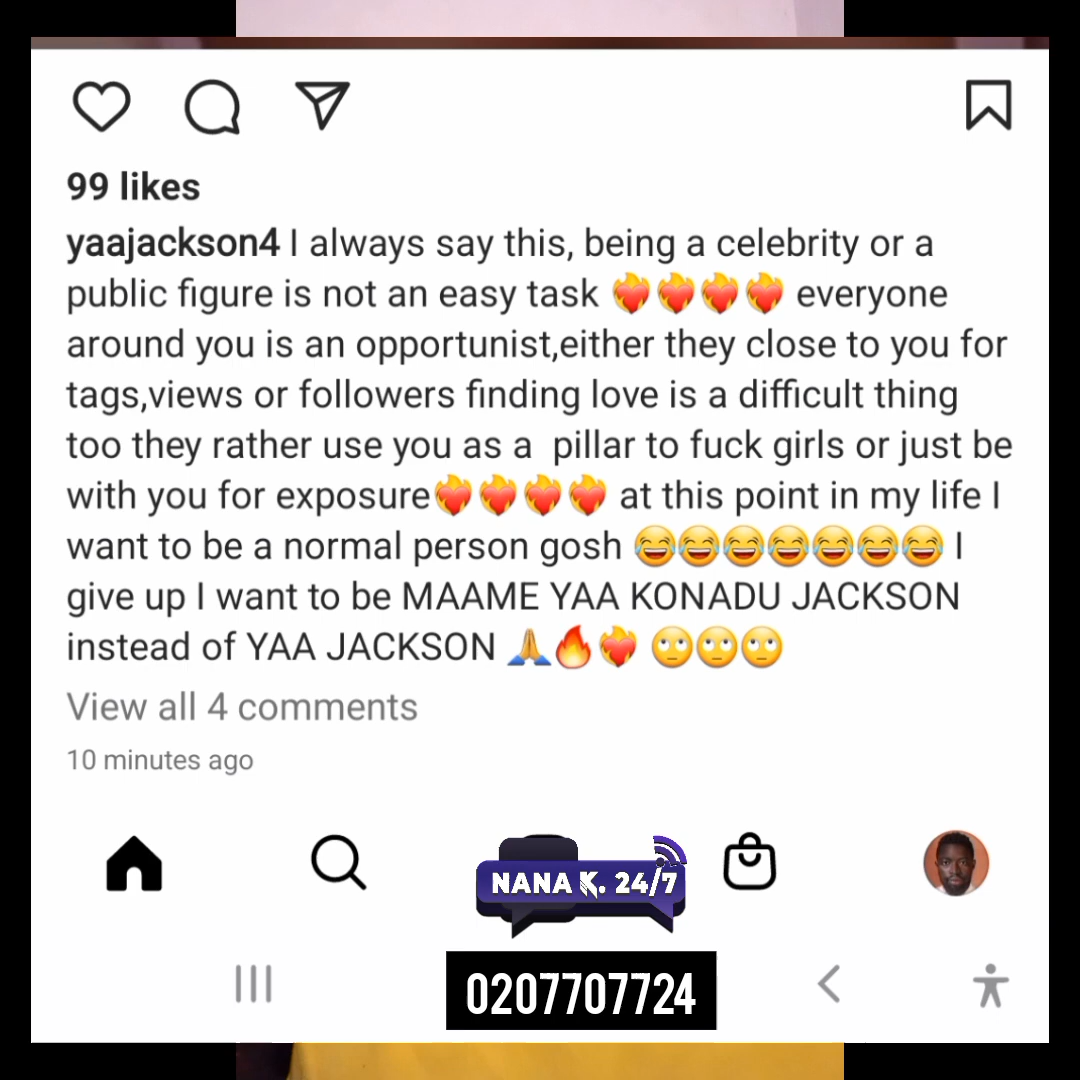 99 likes
yaajackson4 I always say this, being a celebrity or a
public figure is not an easy task ❤️‍🔥❤️‍🔥❤️‍🔥❤️‍🔥 everyone
around you is an opportunist,either they close to you for
tags,views or followers finding love is a difficult thing
too they rather use you as a  pillar to fuck girls or just be
with you for exposure❤️‍🔥❤️‍🔥❤️‍🔥❤️‍🔥 at this point in my life I
want to be a normal person gosh 😂😂😂😂😂😂😂 I
give up I want to be MAAME YAA KONADU JACKSON
instead of YAA JACKSON 🙏🔥❤️‍🔥 🙄🙄🙄
View all 4 comments
10 minutes ago
NANA K. 24/7
0207707724